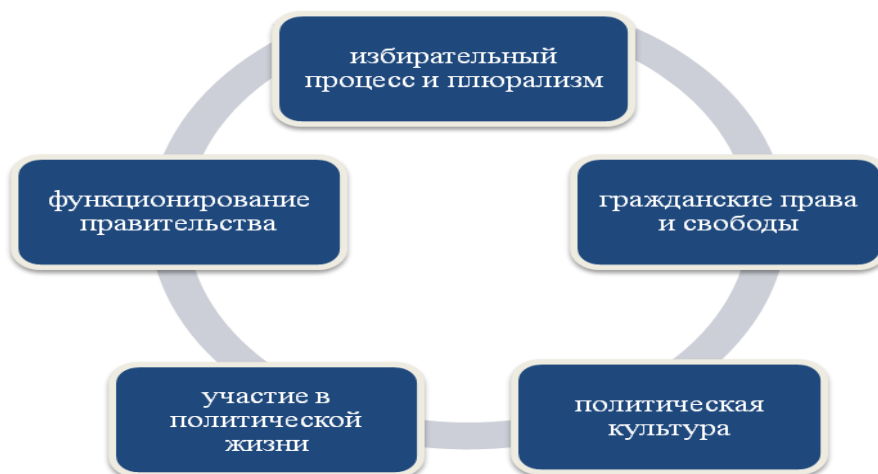 избирательный
процесс и плюрализм
гражданские права
и свободы
политическая
культура
участие в
политической
жизни
функционирование
правительства